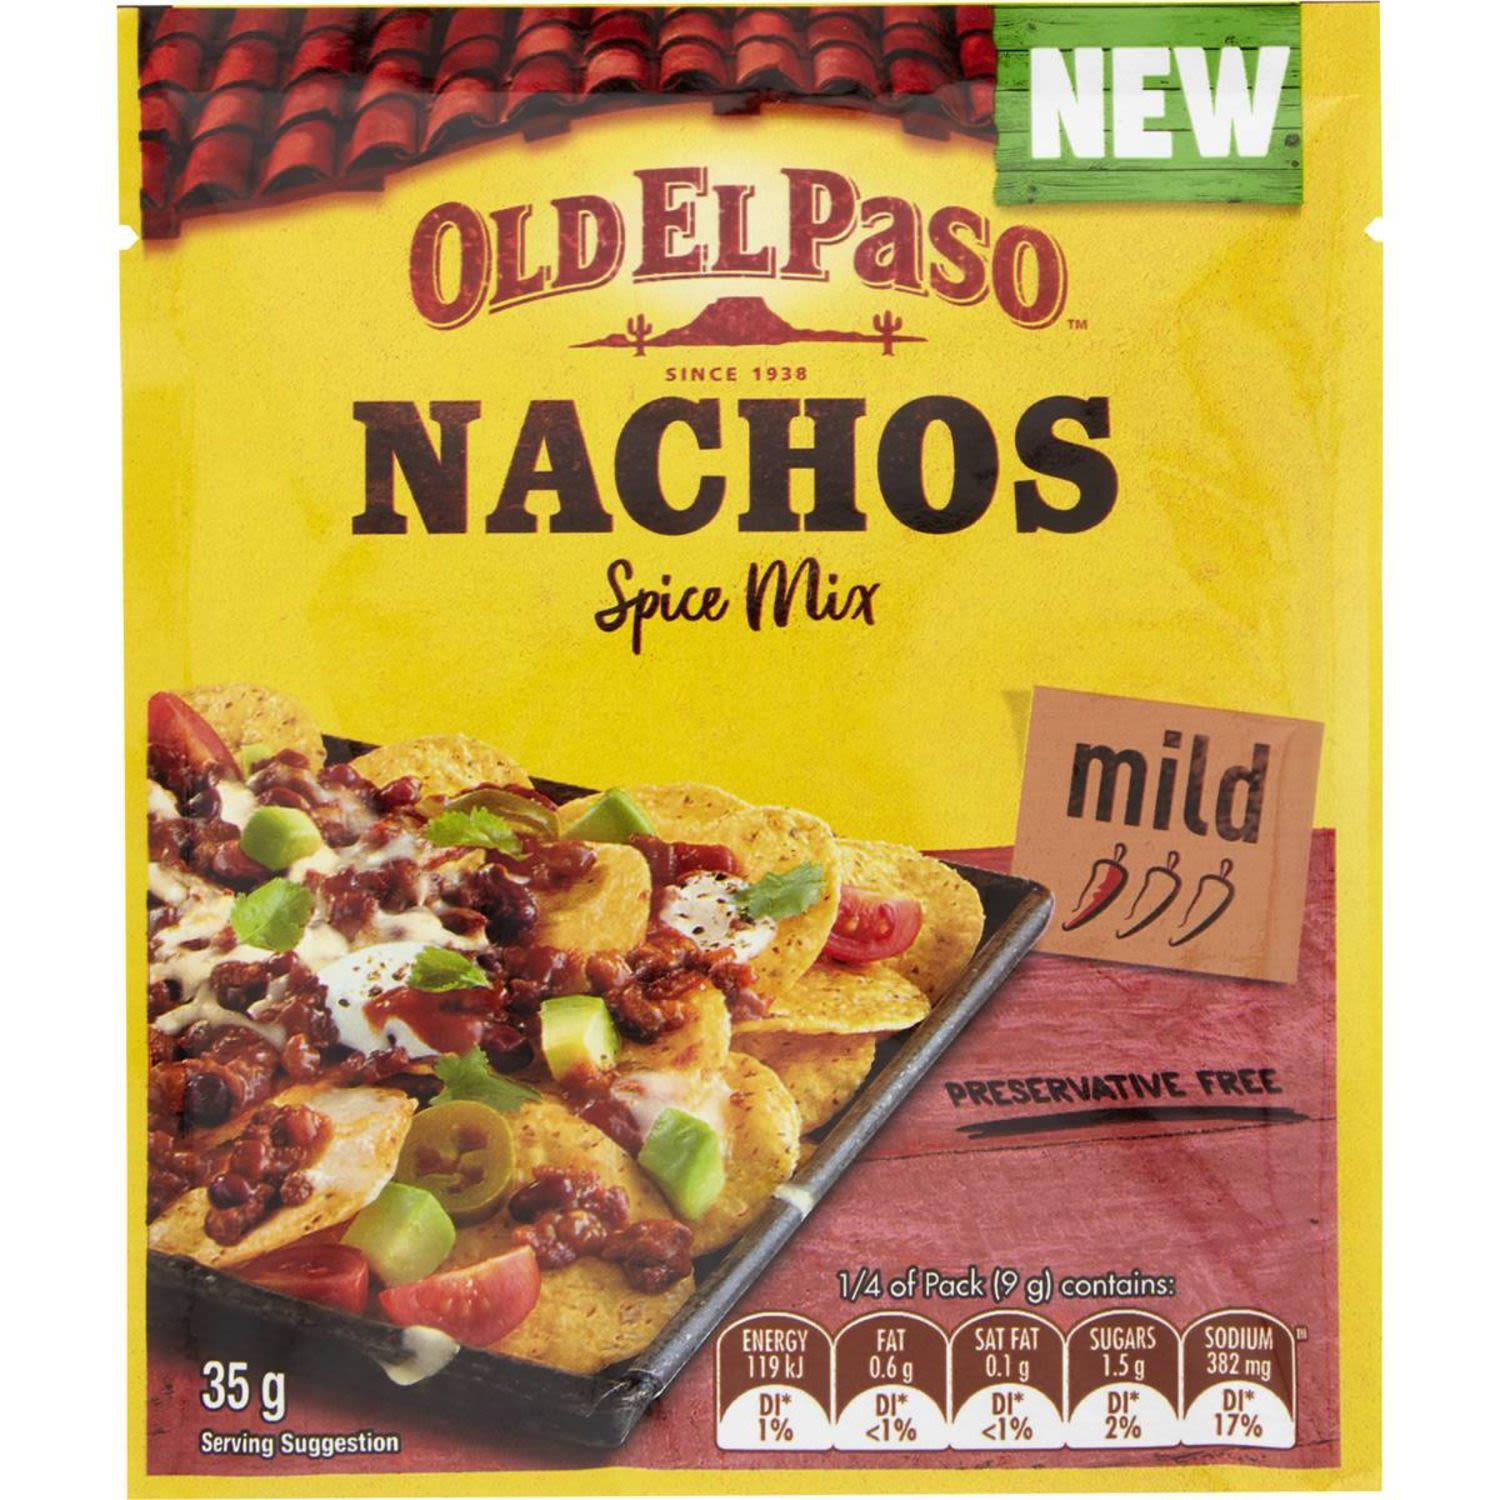 NEW
OLD EL PASO™
SINCE 1938
NACHOS
Spice Mix
mild
PRESERVATIVE FREE
1/4 of Pack (9 g) contains:
ENERGY 119 kJ DI* 1%
FAT 0.6 g DI* <1%
SAT FAT 0.1 g DI* <1%
SUGARS 1.5 g DI* 2%
SODIUM 382 mg DI* 17%
35 g
Serving Suggestion